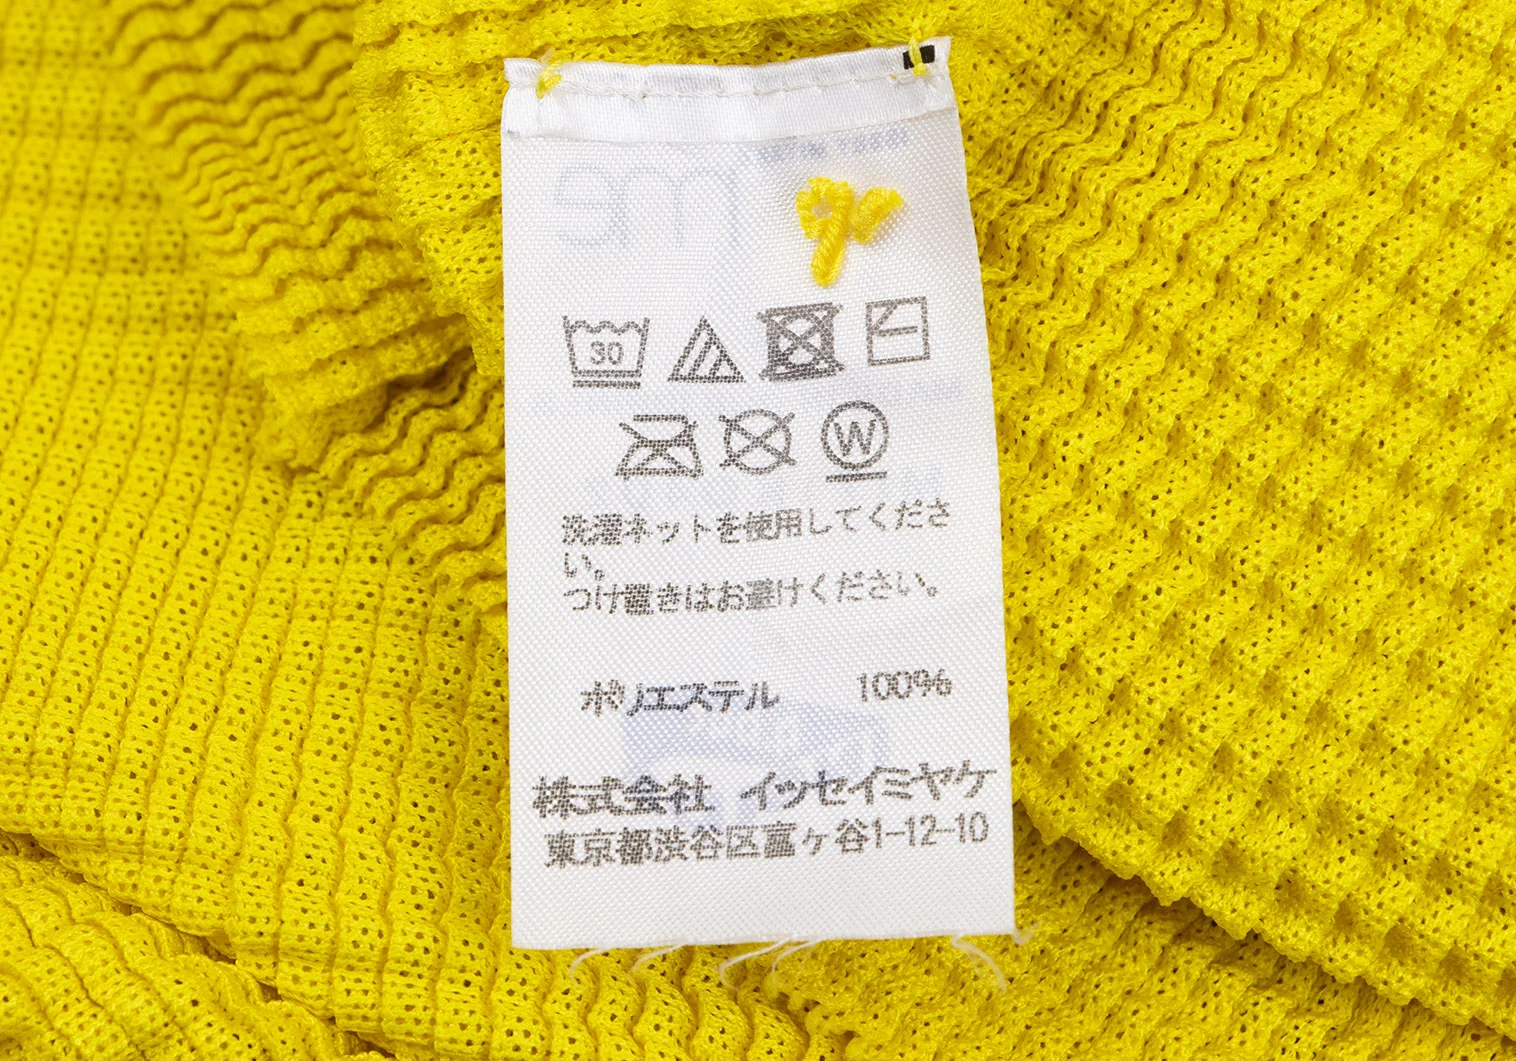 30
W
洗濯ネットを使用してくださ
い。
つけ置きはお避けください。
ポリエステル 100%
株式会社 イッセイミヤケ
東京都渋谷区富ヶ谷1-12-10